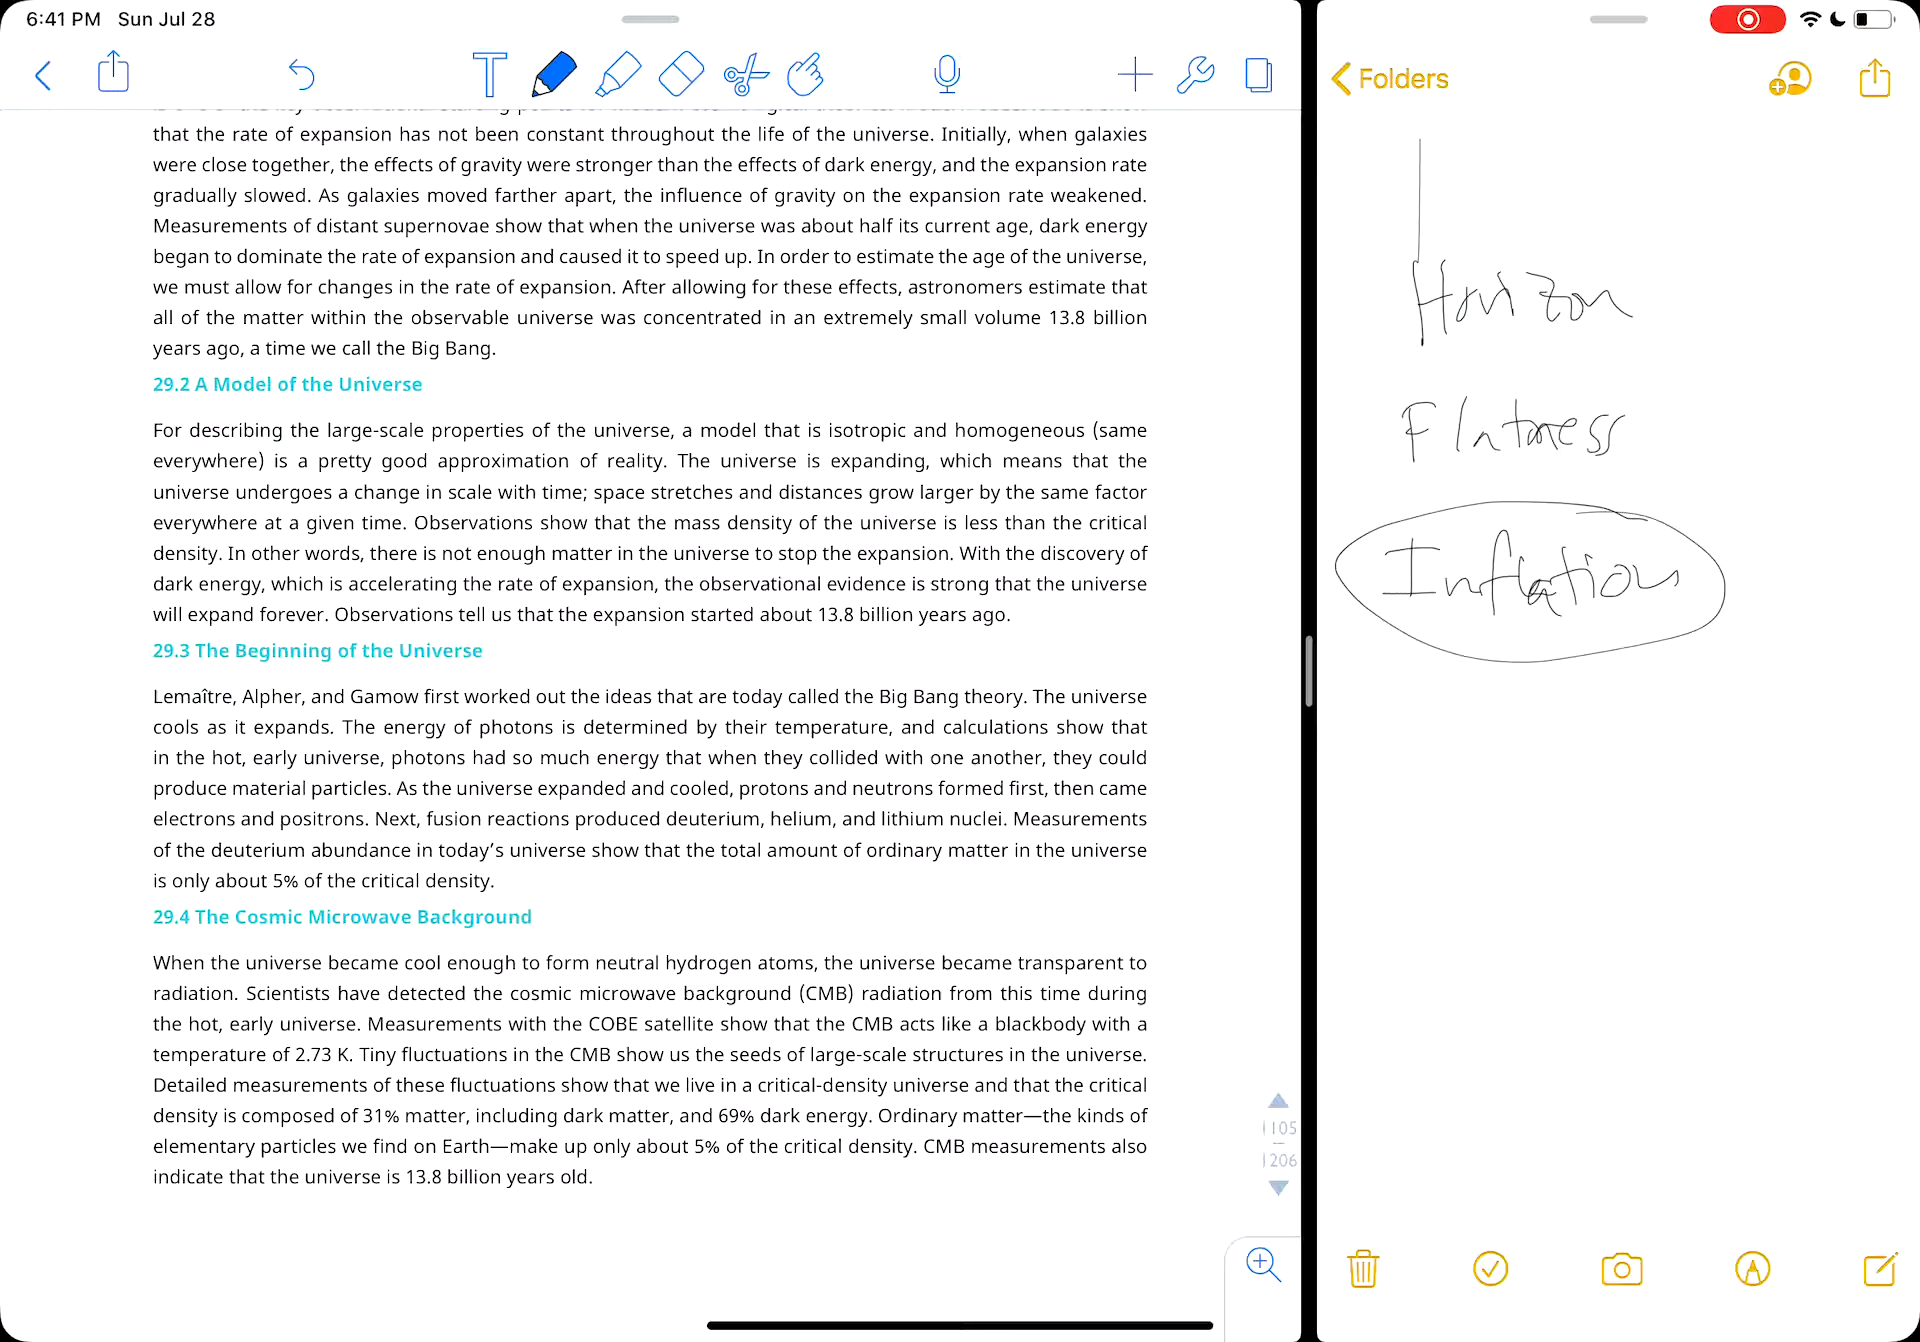 6:41 PM Sun Jul 28
that the rate of expansion has not been constant throughout the life of the universe. Initially, when galaxies
were close together, the effects of gravity were stronger than the effects of dark energy, and the expansion rate
gradually slowed. As galaxies moved farther apart, the influence of gravity on the expansion rate weakened.
Measurements of distant supernovae show that when the universe was about half its current age, dark energy
began to dominate the rate of expansion and caused it to speed up. In order to estimate the age of the universe,
we must allow for changes in the rate of expansion. After allowing for these effects, astronomers estimate that
all of the matter within the observable universe was concentrated in an extremely small volume 13.8 billion
years ago, a time we call the Big Bang.
29.2 A Model of the Universe
For describing the large-scale properties of the universe, a model that is isotropic and homogeneous (same
everywhere) is a pretty good approximation of reality. The universe is expanding, which means that the
universe undergoes a change in scale with time; space stretches and distances grow larger by the same factor
everywhere at a given time. Observations show that the mass density of the universe is less than the critical
density. In other words, there is not enough matter in the universe to stop the expansion. With the discovery of
dark energy, which is accelerating the rate of expansion, the observational evidence is strong that the universe
will expand forever. Observations tell us that the expansion started about 13.8 billion years ago.
29.3 The Beginning of the Universe
Lemaître, Alpher, and Gamow first worked out the ideas that are today called the Big Bang theory. The universe
cools as it expands. The energy of photons is determined by their temperature, and calculations show that
in the hot, early universe, photons had so much energy that when they collided with one another, they could
produce material particles. As the universe expanded and cooled, protons and neutrons formed first, then came
electrons and positrons. Next, fusion reactions produced deuterium, helium, and lithium nuclei. Measurements
of the deuterium abundance in today's universe show that the total amount of ordinary matter in the universe
is only about 5% of the critical density.
29.4 The Cosmic Microwave Background
When the universe became cool enough to form neutral hydrogen atoms, the universe became transparent to
radiation. Scientists have detected the cosmic microwave background (CMB) radiation from this time during
the hot, early universe. Measurements with the COBE satellite show that the CMB acts like a blackbody with a
temperature of 2.73 K. Tiny fluctuations in the CMB show us the seeds of large-scale structures in the universe.
Detailed measurements of these fluctuations show that we live in a critical-density universe and that the critical
density is composed of 31% matter, including dark matter, and 69% dark energy. Ordinary matter—the kinds of
elementary particles we find on Earth—make up only about 5% of the critical density. CMB measurements also
indicate that the universe is 13.8 billion years old.
1105
1206
Folders
Horizon
Flatness
Inflation